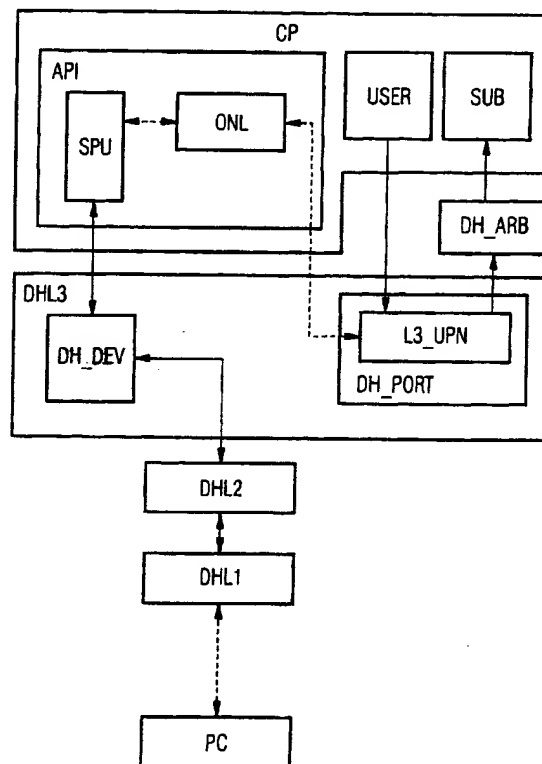 CP
API
USER
SUB
SPU
ONL
DH_ARB
DHL3
DH_DEV
L3_UPN
DH_PORT
DHL2
DHL1
PC